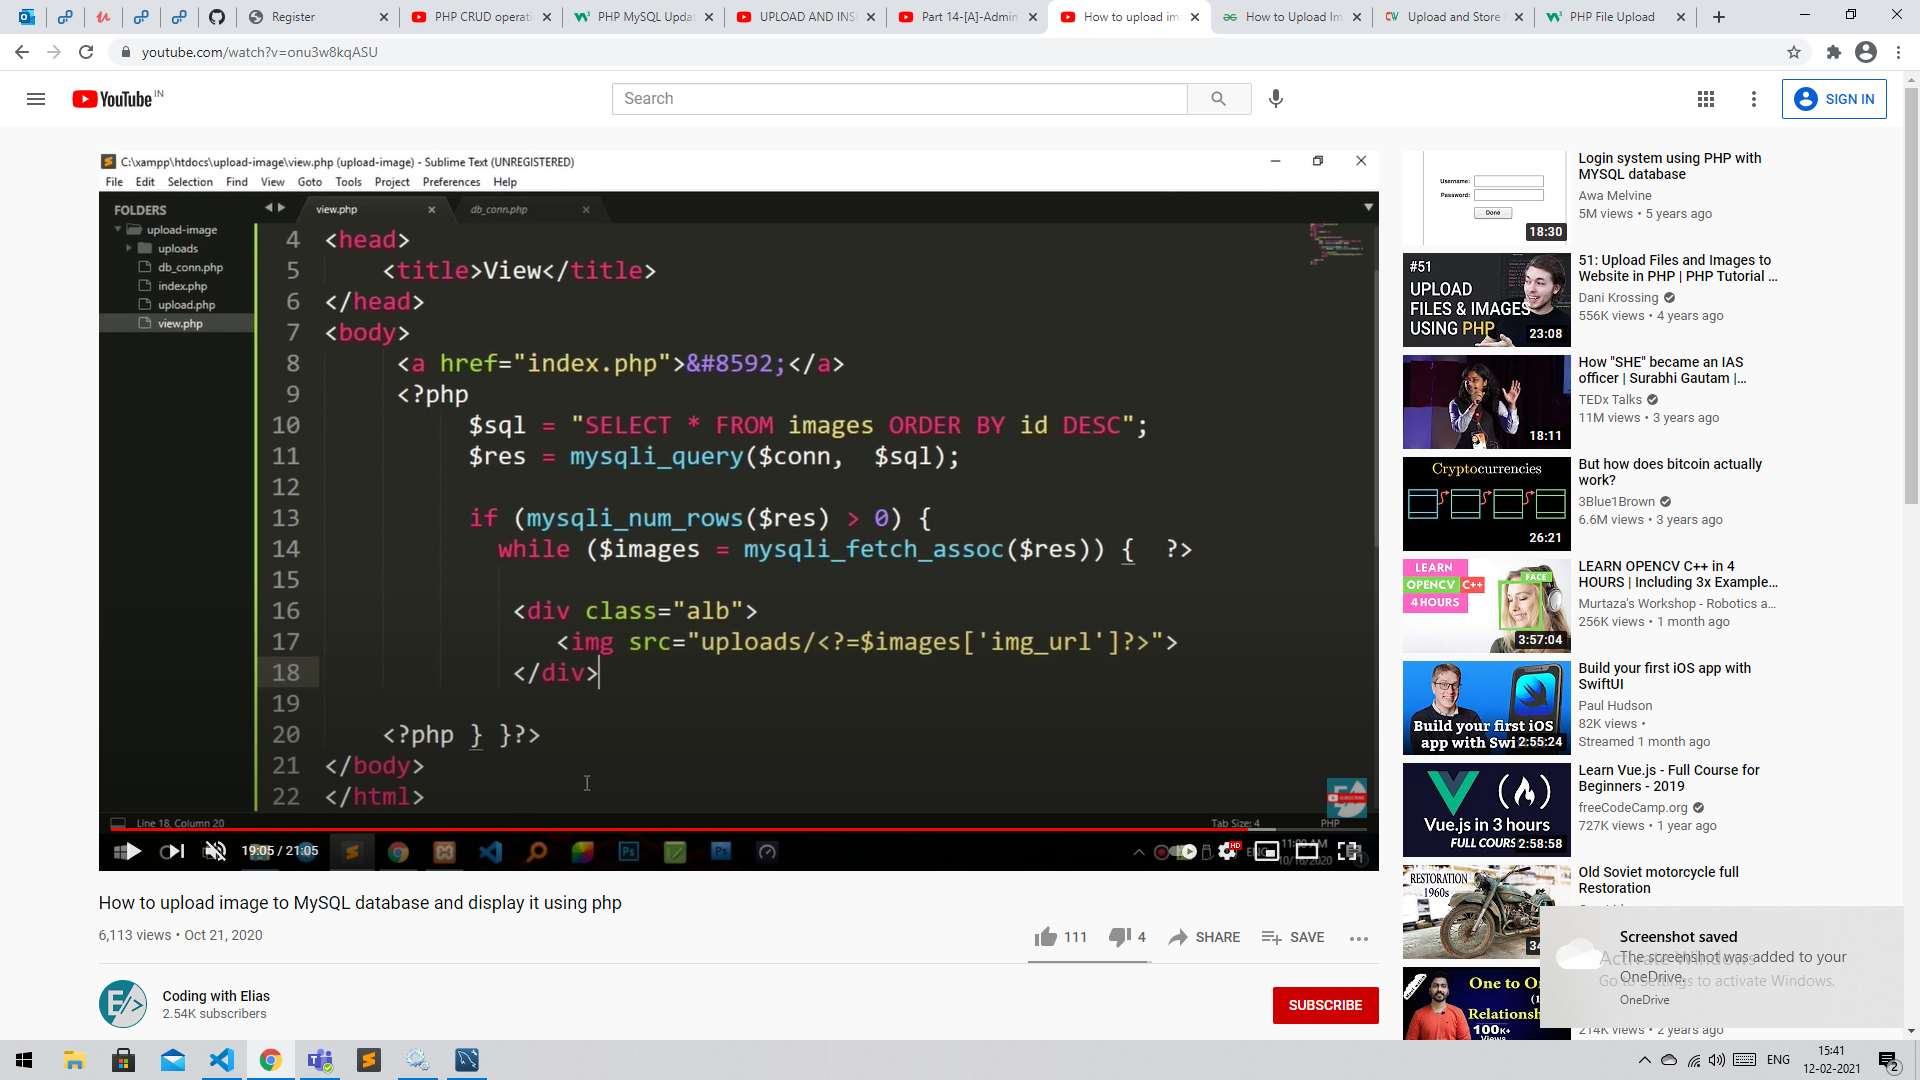 Register
PHP CRUD operati
PHP MySQL Updat
UPLOAD AND INS
Part 14-[A]-Admin
How to upload im
How to Upload Im
Upload and Store
PHP File Upload
youtube.com/watch?v=onu3w8kqASU
YouTube IN
Search
SIGN IN
C:\xampp\htdocs\upload-image\view.php (upload-image) - Sublime Text (UNREGISTERED)
File Edit Selection Find View Goto Tools Project Preferences Help
FOLDERS
upload-image
uploads
db_conn.php
index.php
upload.php
view.php
view.php
db_conn.php
4 <head>
5 <title>View</title>
6 </head>
7 <body>
8 <a href="index.php">&#8592;</a>
9 <?php
10 $sql = "SELECT * FROM images ORDER BY id DESC";
11 $res = mysqli_query($conn, $sql);
12
13 if (mysqli_num_rows($res) > 0) {
14 while ($images = mysqli_fetch_assoc($res)) { ?>
15
16 <div class="alb">
17 <img src="uploads/<?=$images['img_url']?>">
18 </div>
19
20 <?php } }?>
21 </body>
22 </html>
Line 18, Column 20
Tab Size: 4
PHP
19:05 / 21:05
HD
10/16/2020
How to upload image to MySQL database and display it using php
6,113 views • Oct 21, 2020
111
4
SHARE
SAVE
Coding with Elias
2.54K subscribers
SUBSCRIBE
Username:
Password:
Done
18:30
Login system using PHP with
MYSQL database
Awa Melvine
5M views • 5 years ago
#51
UPLOAD
FILES & IMAGES
USING PHP
23:08
51: Upload Files and Images to
Website in PHP | PHP Tutorial ...
Dani Krossing
556K views • 4 years ago
18:11
How "SHE" became an IAS
officer | Surabhi Gautam |...
TEDx Talks
11M views • 3 years ago
Cryptocurrencies
26:21
But how does bitcoin actually
work?
3Blue1Brown
6.6M views • 3 years ago
LEARN
OPENCV C++
4 HOURS
FACE
3:57:04
LEARN OPENCV C++ in 4
HOURS | Including 3x Example...
Murtaza's Workshop - Robotics a...
256K views • 1 month ago
Build your first iOS
app with Swi
2:55:24
Build your first iOS app with
SwiftUI
Paul Hudson
82K views •
Streamed 1 month ago
Vue.js in 3 hours
FULL COURS
2:58:58
Learn Vue.js - Full Course for
Beginners - 2019
freeCodeCamp.org
727K views • 1 year ago
RESTORATION
1960s
Old Soviet motorcycle full
Restoration
One to O
Relationsh
100K+
Views
214K views • 2 years ago
Screenshot saved
The screenshot was added to your
OneDrive.
OneDrive
Activate Windows
Go to Settings to activate Windows.
ENG
15:41
12-02-2021
2